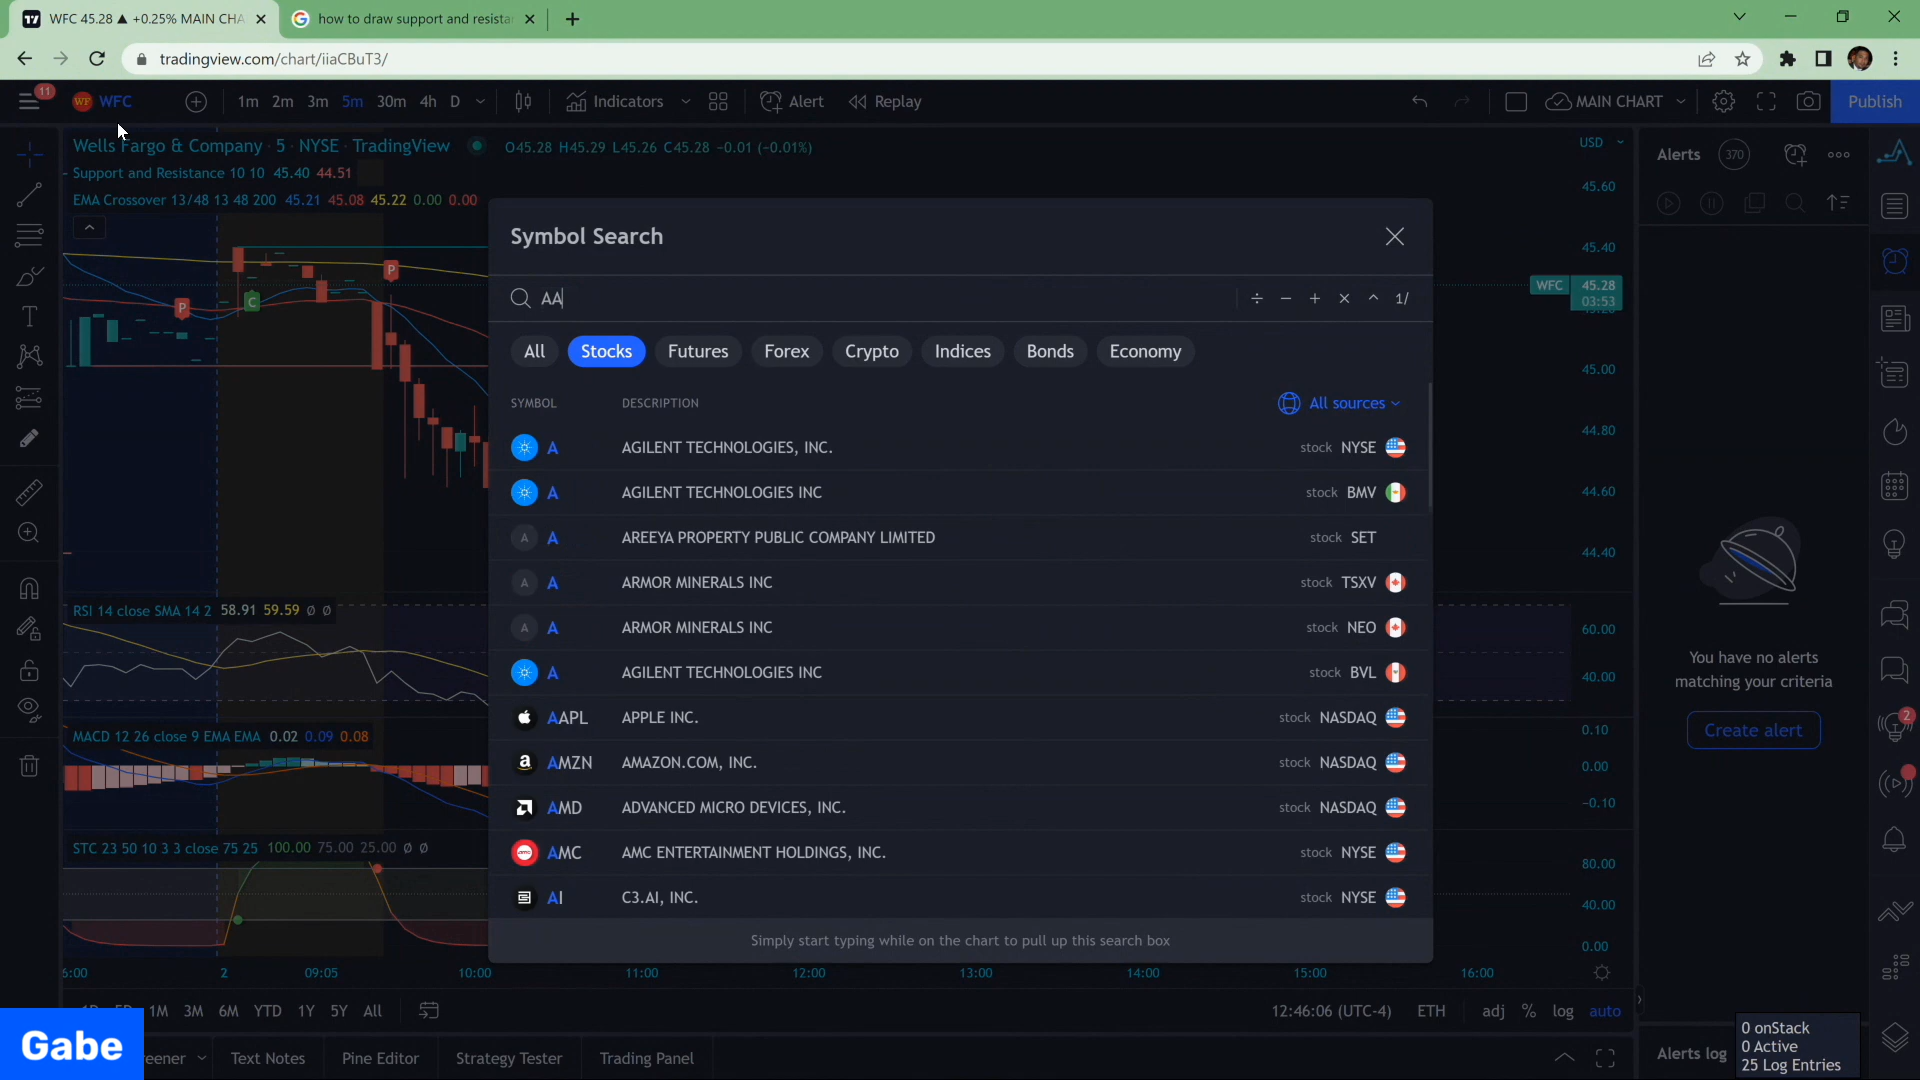 WFC 45.28 ▲ +0.25% MAIN CHA
how to draw support and resista
tradingview.com/chart/iiaCBuT3/
11
WF WFC
1m 2m 3m 5m 30m 4h D
Indicators
Alert
Replay
MAIN CHART
Publish
Wells Fargo & Company · 5 · NYSE · TradingView
O45.28 H45.29 L45.26 C45.28 −0.01 (−0.01%)
USD
Support and Resistance 10 10 45.40 44.51
EMA Crossover 13/48 13 48 200 45.21 45.08 45.22 0.00 0.00
P
C
P
Symbol Search
AA
÷ − + × ^ 1/
All Stocks Futures Forex Crypto Indices Bonds Economy
SYMBOL DESCRIPTION
All sources
A AGILENT TECHNOLOGIES, INC. stock NYSE
A AGILENT TECHNOLOGIES INC stock BMV
A A AREEYA PROPERTY PUBLIC COMPANY LIMITED stock SET
A A ARMOR MINERALS INC stock TSXV
A A ARMOR MINERALS INC stock NEO
A AGILENT TECHNOLOGIES INC stock BVL
AAPL APPLE INC. stock NASDAQ
a AMZN AMAZON.COM, INC. stock NASDAQ
AMD ADVANCED MICRO DEVICES, INC. stock NASDAQ
amc AMC AMC ENTERTAINMENT HOLDINGS, INC. stock NYSE
AI C3.AI, INC. stock NYSE
Simply start typing while on the chart to pull up this search box
RSI 14 close SMA 14 2 58.91 59.59 ø ø
MACD 12 26 close 9 EMA EMA 0.02 0.09 0.08
STC 23 50 10 3 3 close 75 25 100.00 75.00 25.00 ø ø
45.60
45.40
WFC 45.28
03:53
45.00
44.80
44.60
44.40
60.00
40.00
0.10
0.00
−0.10
80.00
40.00
0.00
6:00 2 09:05 10:00 11:00 12:00 13:00 14:00 15:00 16:00
1M 3M 6M YTD 1Y 5Y All
12:46:06 (UTC-4) ETH adj % log auto
Gabe
eener
Text Notes
Pine Editor
Strategy Tester
Trading Panel
Alerts
370
You have no alerts
matching your criteria
Create alert
2
Alerts log
0 onStack
0 Active
25 Log Entries